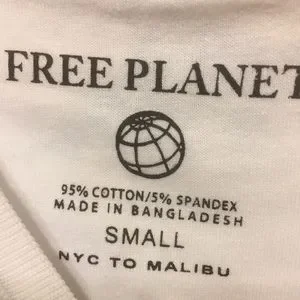 FREE PLANET
95% COTTON/5% SPANDEX
MADE IN BANGLADESH
SMALL
NYC TO MALIBU